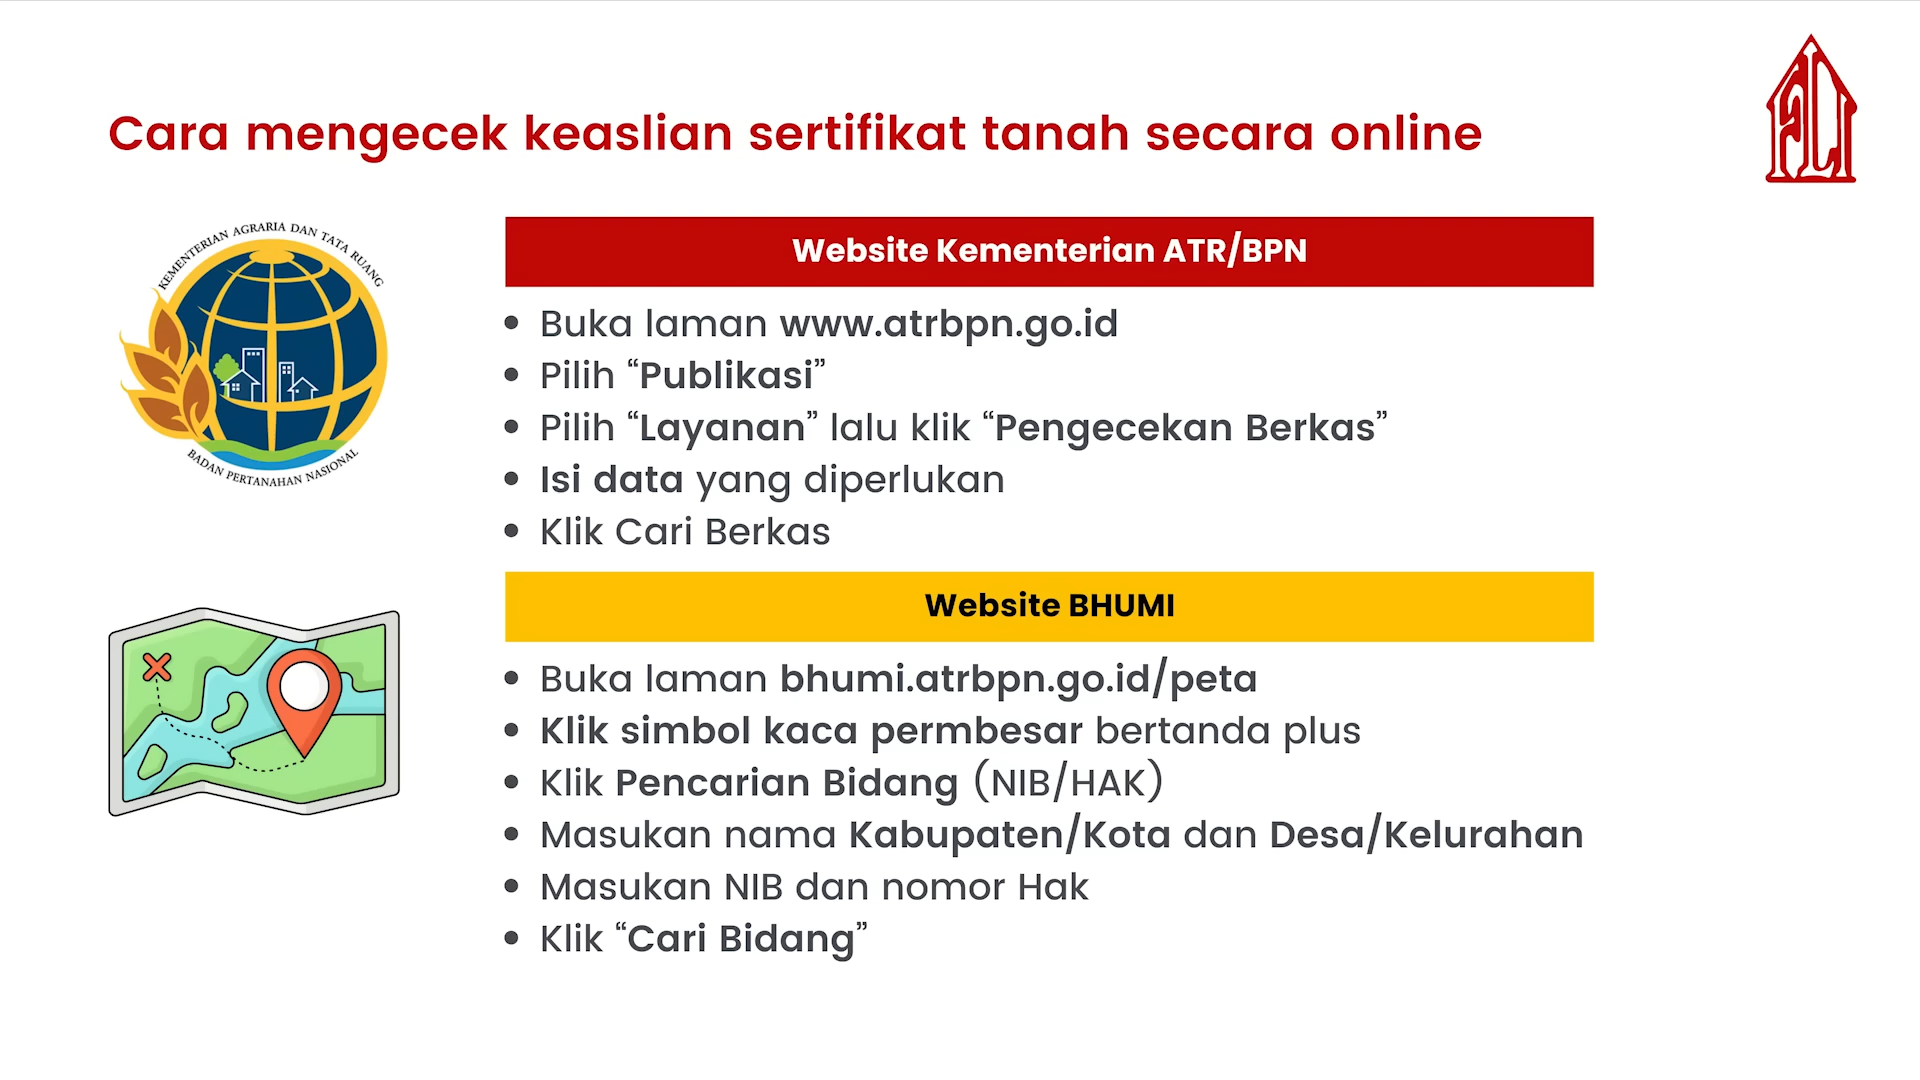 Cara mengecek keaslian sertifikat tanah secara online
KEMENTERIAN AGRARIA DAN TATA RUANG
BADAN PERTANAHAN NASIONAL
Website Kementerian ATR/BPN
• Buka laman www.atrbpn.go.id
• Pilih “Publikasi”
• Pilih “Layanan” lalu klik “Pengecekan Berkas”
• Isi data yang diperlukan
• Klik Cari Berkas
Website BHUMI
• Buka laman bhumi.atrbpn.go.id/peta
• Klik simbol kaca permbesar bertanda plus
• Klik Pencarian Bidang (NIB/HAK)
• Masukan nama Kabupaten/Kota dan Desa/Kelurahan
• Masukan NIB dan nomor Hak
• Klik “Cari Bidang”